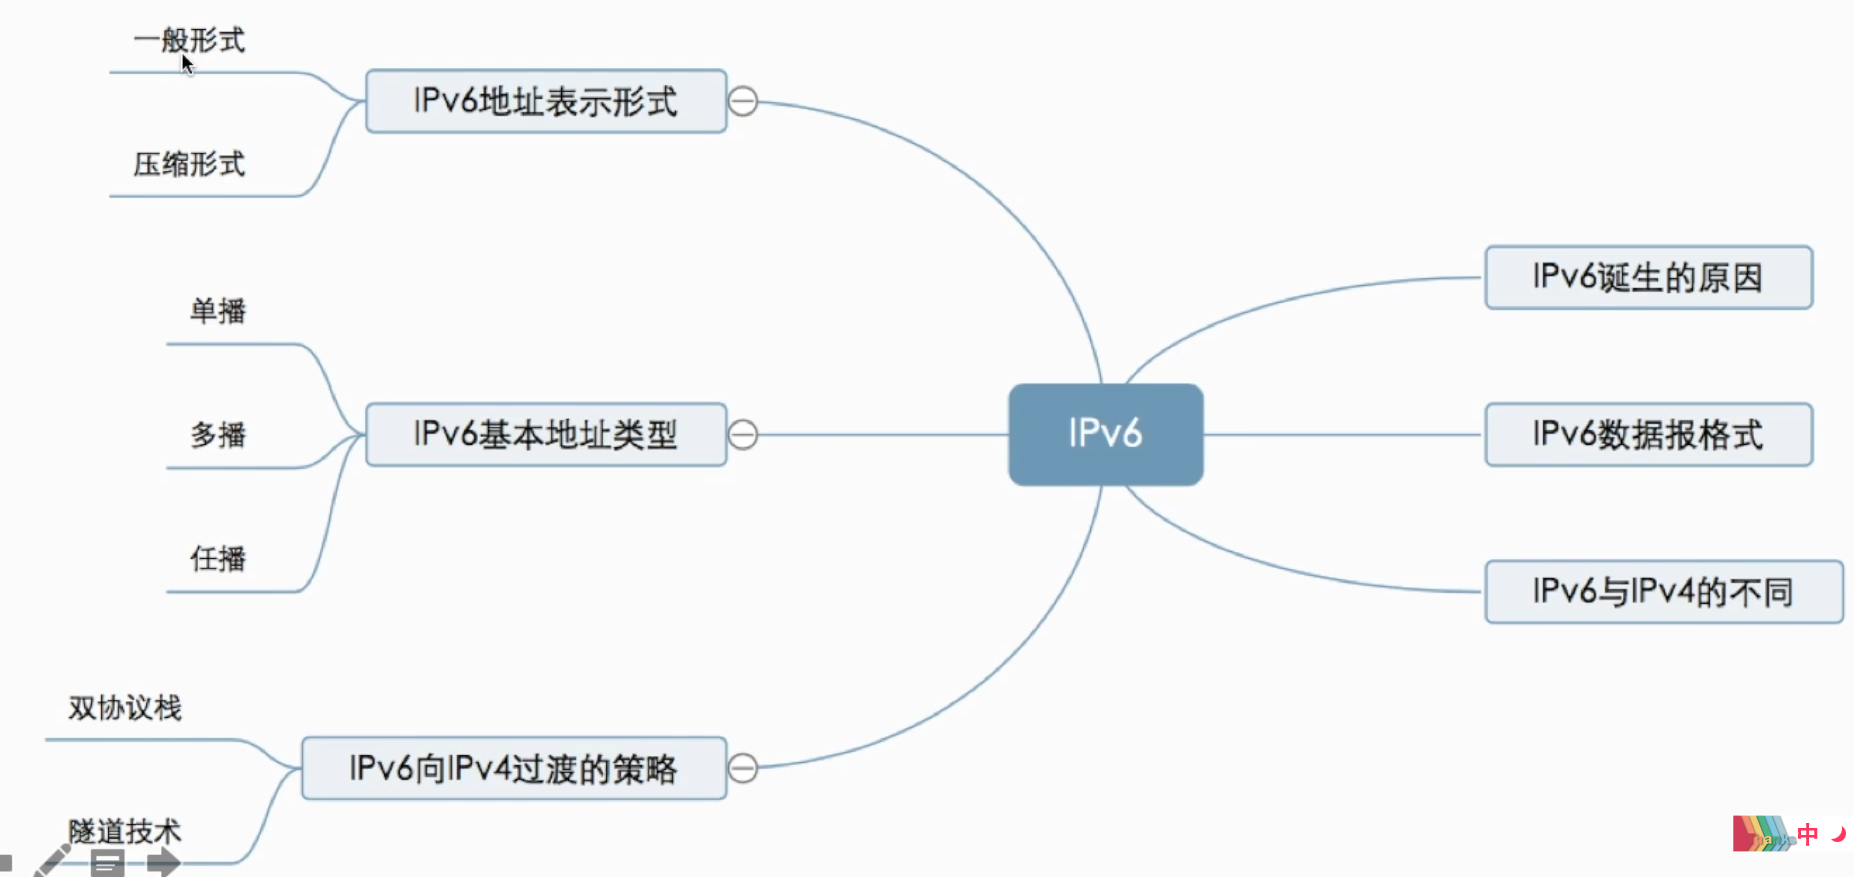 一般形式
IPv6地址表示形式
压缩形式
单播
IPv6基本地址类型
多播
任播
双协议栈
IPv6向IPv4过渡的策略
隧道技术
IPv6
IPv6诞生的原因
IPv6数据报格式
IPv6与IPv4的不同
中